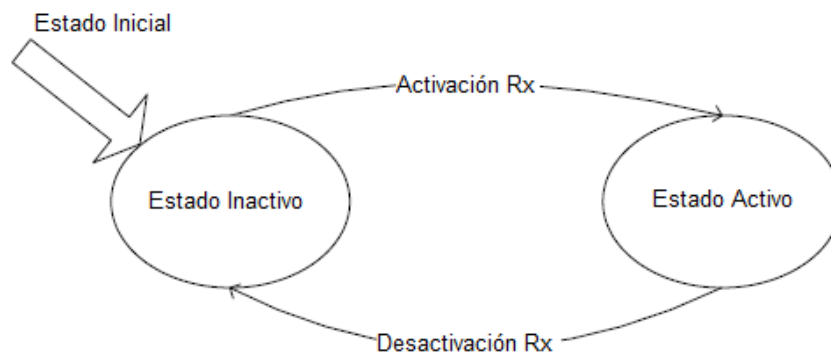 Estado Inicial
Activación Rx
Estado Inactivo
Estado Activo
Desactivación Rx